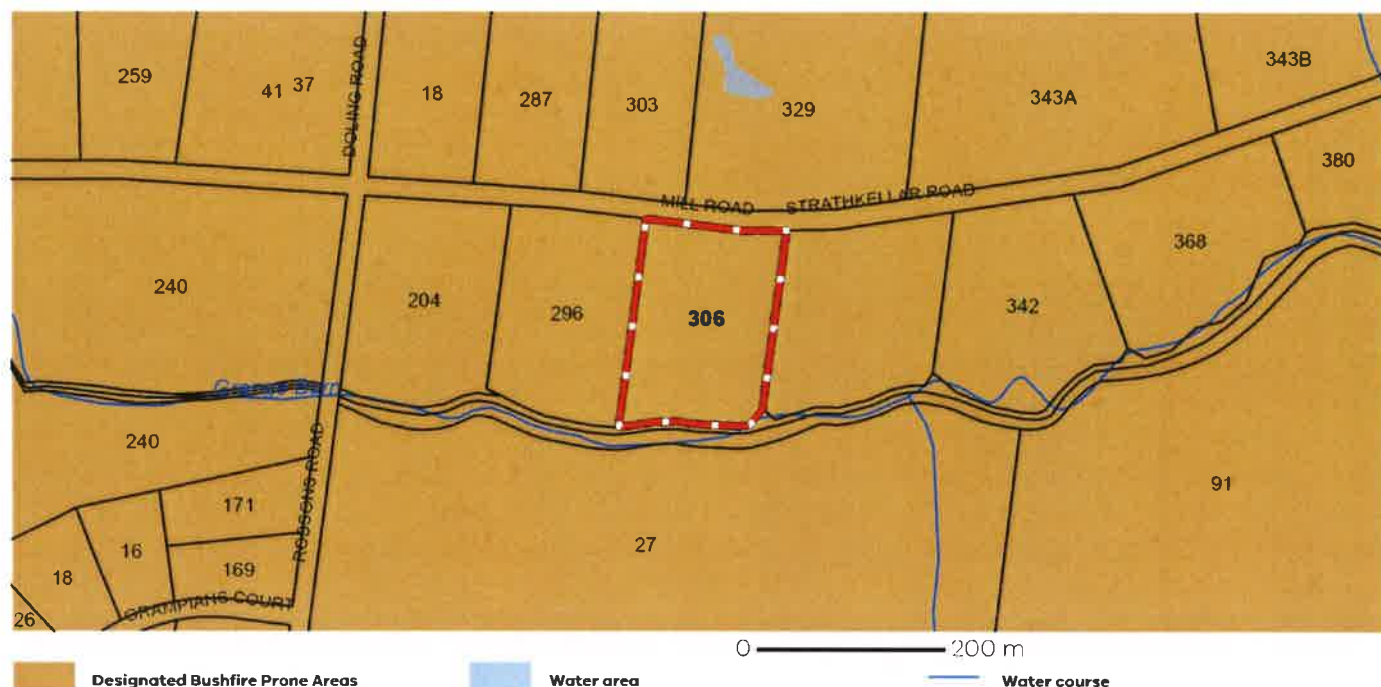 259
41 37
DOLING ROAD
18
287
303
329
343A
343B
380
MILL ROAD STRATHKELLAR ROAD
240
204
296
306
342
368
Grange Burn
240
ROBSONS ROAD
171
16
169
18
26
GRAMPIANS COURT
27
91
0 200 m
Designated Bushfire Prone Areas
Water area
Water course